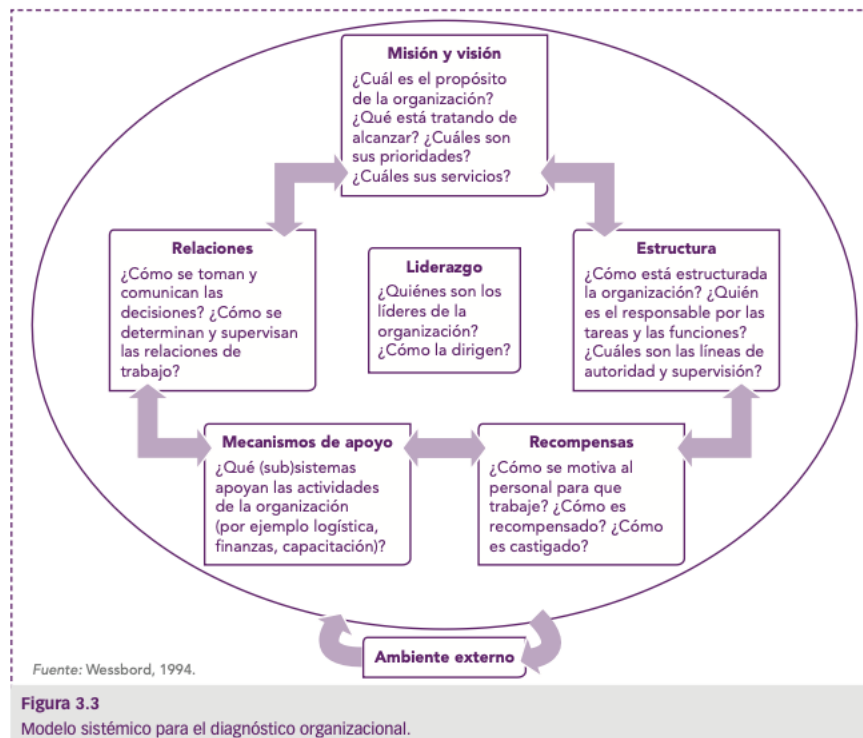 Misión y visión
¿Cuál es el propósito
de la organización?
¿Qué está tratando de
alcanzar? ¿Cuáles son
sus prioridades?
¿Cuáles sus servicios?
Relaciones
¿Cómo se toman y
comunican las
decisiones? ¿Cómo se
determinan y supervisan
las relaciones de
trabajo?
Liderazgo
¿Quiénes son los
líderes de la
organización?
¿Cómo la dirigen?
Estructura
¿Cómo está estructurada
la organización? ¿Quién
es el responsable por las
tareas y las funciones?
¿Cuáles son las líneas de
autoridad y supervisión?
Mecanismos de apoyo
¿Qué (sub)sistemas
apoyan las actividades
de la organización
(por ejemplo logística,
finanzas, capacitación)?
Recompensas
¿Cómo se motiva al
personal para que
trabaje? ¿Cómo es
recompensado? ¿Cómo
es castigado?
Ambiente externo
Fuente: Wessbord, 1994.
Figura 3.3
Modelo sistémico para el diagnóstico organizacional.